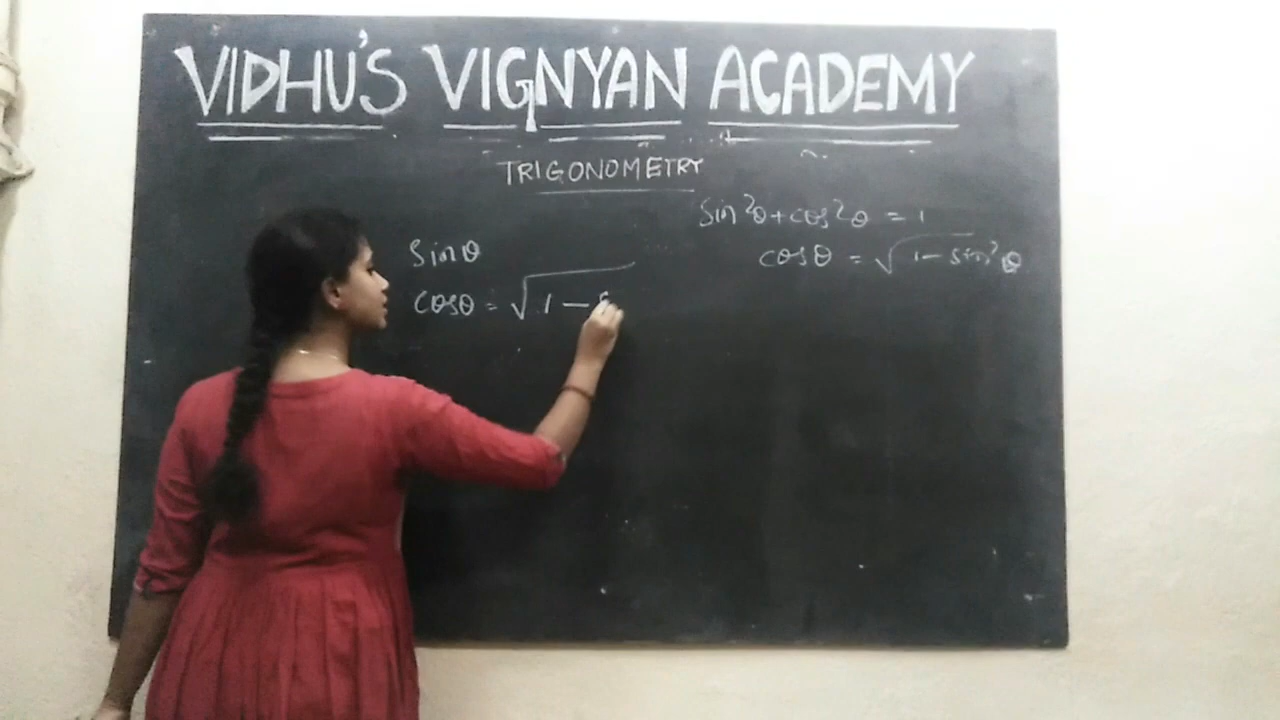 VIDHU'S VIGNYAN ACADEMY
TRIGONOMETRY
sin²θ+cos²θ = 1
cosθ = √1-sin²θ
sinθ
cosθ = √1-s